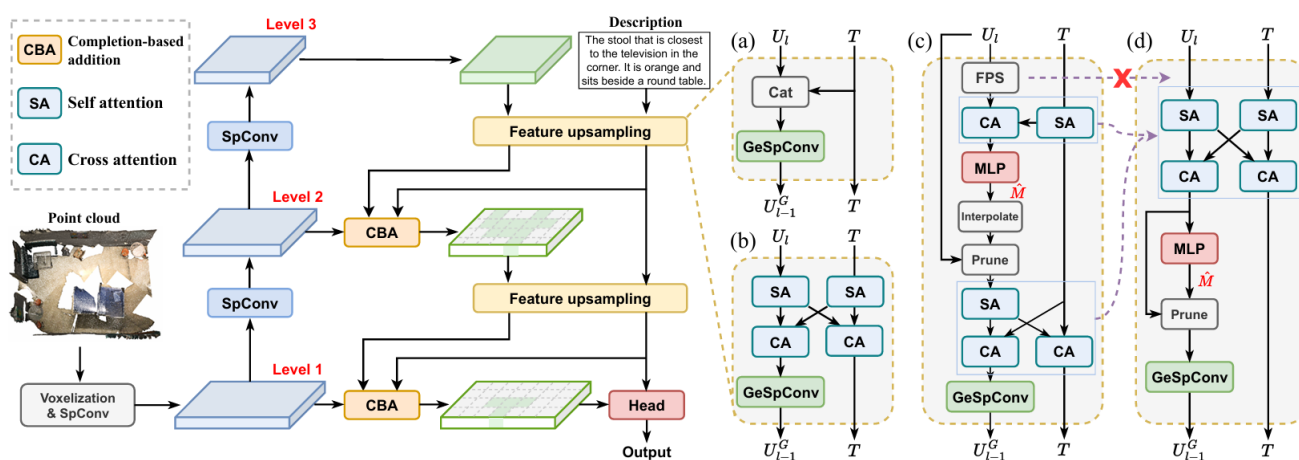 CBA
Completion-based
addition
SA
Self attention
CA
Cross attention
Point cloud
Voxelization
& SpConv
Level 3
SpConv
Level 2
SpConv
Level 1
Description
The stool that is closest
to the television in the
corner. It is orange and
sits beside a round table.
Feature upsampling
CBA
Feature upsampling
CBA
Head
Output
(a)
U_l
T
Cat
GeSpConv
U_{l-1}^G
T
(b)
U_l
T
SA
SA
CA
CA
GeSpConv
U_{l-1}^G
T
(c)
U_l
T
FPS
CA
SA
MLP
M̂
Interpolate
Prune
SA
CA
CA
GeSpConv
U_{l-1}^G
T
X
(d)
U_l
T
SA
SA
CA
CA
MLP
M̂
Prune
GeSpConv
U_{l-1}^G
T